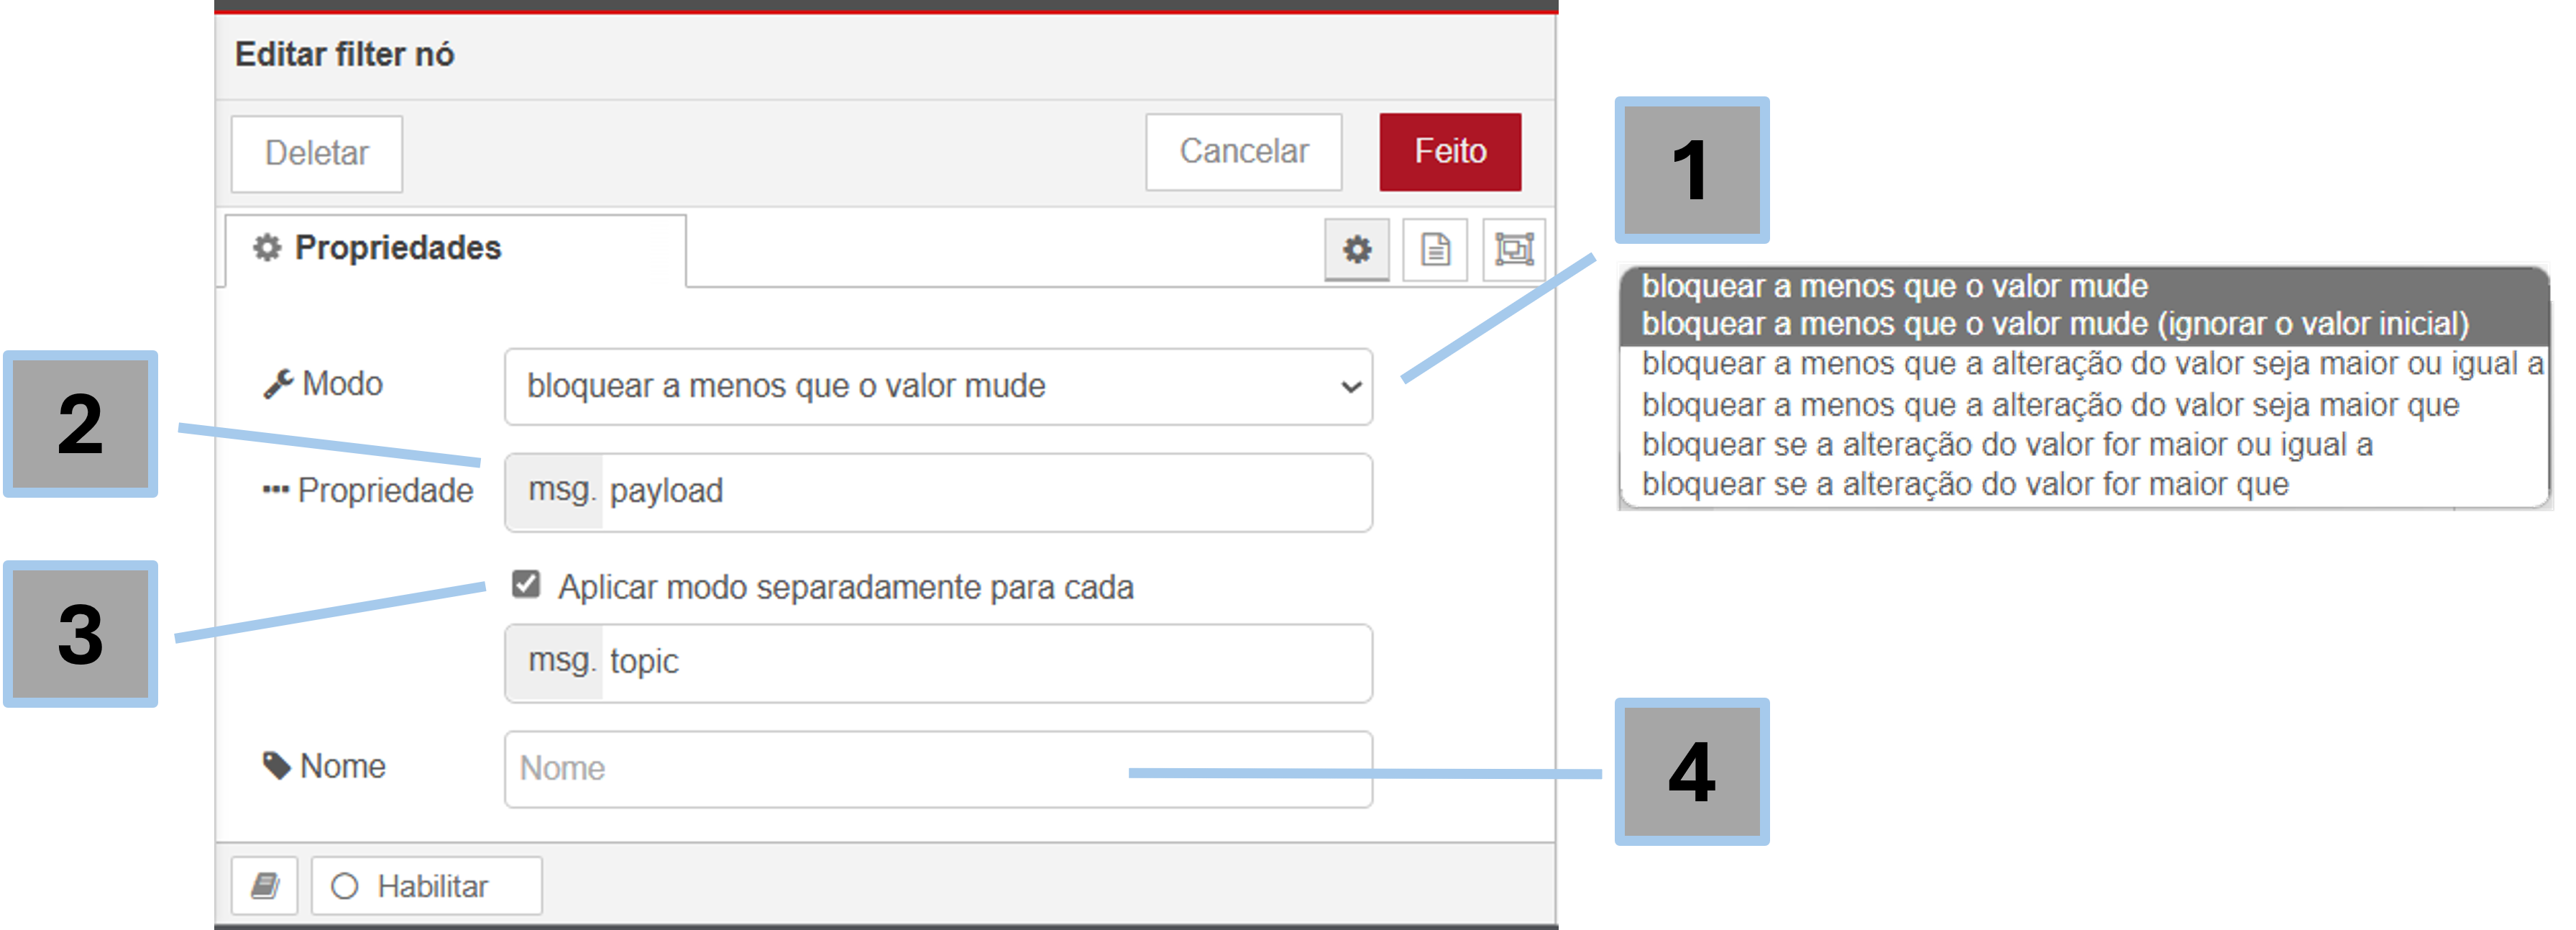 Editar filter nó
Deletar
Cancelar
Feito
Propriedades
1
bloquear a menos que o valor mude
bloquear a menos que o valor mude (ignorar o valor inicial)
bloquear a menos que a alteração do valor seja maior ou igual a
bloquear a menos que a alteração do valor seja maior que
bloquear se a alteração do valor for maior ou igual a
bloquear se a alteração do valor for maior que
Modo
bloquear a menos que o valor mude
2
Propriedade
msg. payload
3
Aplicar modo separadamente para cada
msg. topic
Nome
Nome
4
Habilitar